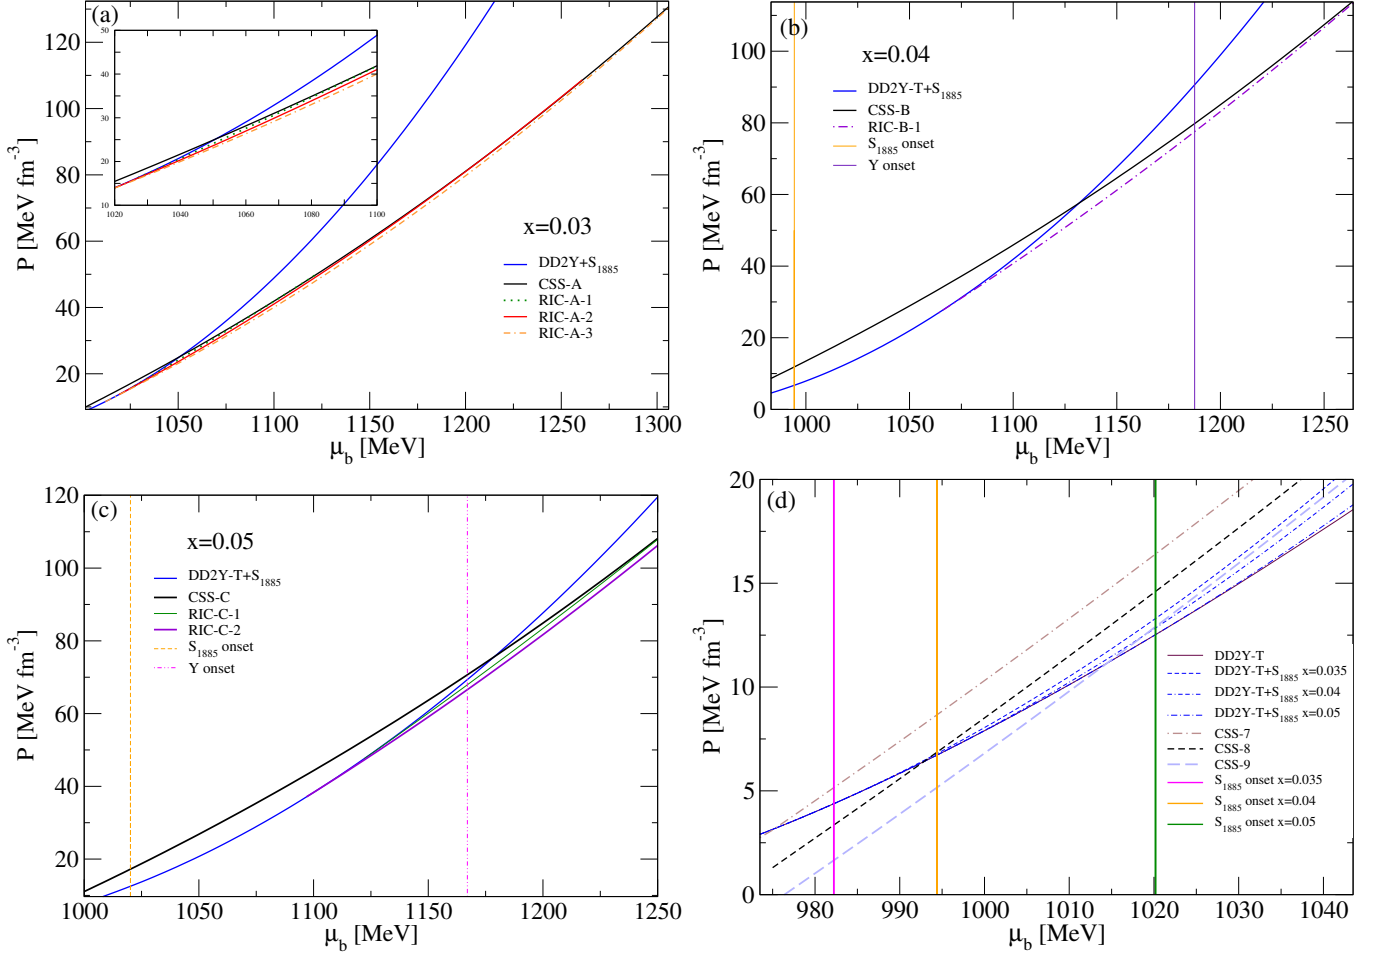 (a)
P [MeV fm-3]
120
100
80
60
40
20
50
40
30
20
10
1020
1040
1060
1080
1100
x=0.03
DD2Y+S1885
CSS-A
RIC-A-1
RIC-A-2
RIC-A-3
1050
1100
1150
1200
1250
1300
μb [MeV]
(b)
P [MeV fm-3]
100
80
60
40
20
0
x=0.04
DD2Y-T+S1885
CSS-B
RIC-B-1
S1885 onset
Y onset
1000
1050
1100
1150
1200
1250
μb [MeV]
(c)
P [MeV fm-3]
120
100
80
60
40
20
x=0.05
DD2Y-T+S1885
CSS-C
RIC-C-1
RIC-C-2
S1885 onset
Y onset
1000
1050
1100
1150
1200
1250
μb [MeV]
(d)
P [MeV fm-3]
20
15
10
5
0
DD2Y-T
DD2Y-T+S1885 x=0.035
DD2Y-T+S1885 x=0.04
DD2Y-T+S1885 x=0.05
CSS-7
CSS-8
CSS-9
S1885 onset x=0.035
S1885 onset x=0.04
S1885 onset x=0.05
980
990
1000
1010
1020
1030
1040
μb [MeV]